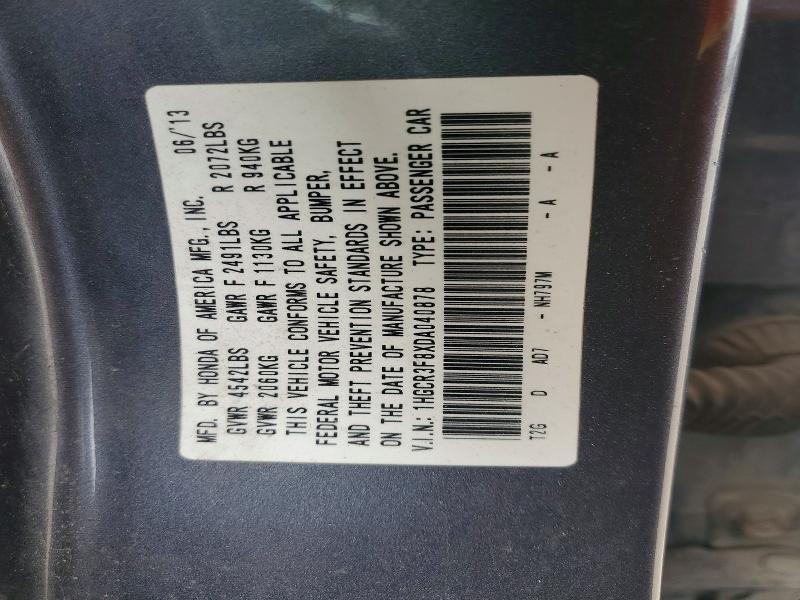 MFD. BY HONDA OF AMERICA MFG., INC. 06/'13
GVWR 4542LBS GAWR F 2491LBS R 2072LBS
GVWR 2060KG GAWR F 1130KG R 940KG
THIS VEHICLE CONFORMS TO ALL APPLICABLE
FEDERAL MOTOR VEHICLE SAFETY, BUMPER,
AND THEFT PREVENTION STANDARDS IN EFFECT
ON THE DATE OF MANUFACTURE SHOWN ABOVE.
V.I.N.: 1HGCR3F8XDA040878 TYPE: PASSENGER CAR
T2G D AD7 - NH797M - A - A